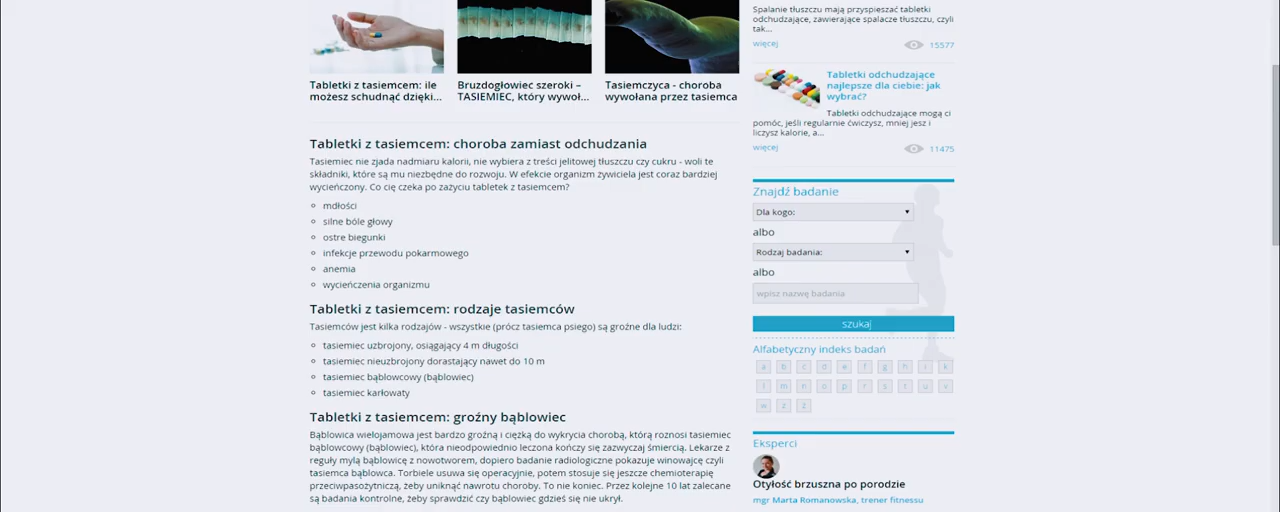 Tabletki z tasiemcem: ile
możesz schudnąć dzięki...
Bruzdogłowiec szeroki –
TASIEMIEC, który wywoł...
Tasiemczyca - choroba
wywołana przez tasiemca
Tabletki z tasiemcem: choroba zamiast odchudzania
Tasiemiec nie zjada nadmiaru kalorii, nie wybiera z treści jelitowej tłuszczu czy cukru - woli te
składniki, które są mu niezbędne do rozwoju. W efekcie organizm żywiciela jest coraz bardziej
wycieńczony. Co cię czeka po zażyciu tabletek z tasiemcem?
mdłości
silne bóle głowy
ostre biegunki
infekcje przewodu pokarmowego
anemia
wycieńczenia organizmu
Tabletki z tasiemcem: rodzaje tasiemców
Tasiemców jest kilka rodzajów - wszystkie (prócz tasiemca psiego) są groźne dla ludzi:
tasiemiec uzbrojony, osiągający 4 m długości
tasiemiec nieuzbrojony dorastający nawet do 10 m
tasiemiec bąblowcowy (bąblowiec)
tasiemiec karłowaty
Tabletki z tasiemcem: groźny bąblowiec
Bąblowica wielojamowa jest bardzo groźną i ciężką do wykrycia chorobą, którą roznosi tasiemiec
bąblowcowy (bąblowiec), która nieodpowiednio leczona kończy się zazwyczaj śmiercią. Lekarze z
reguły mylą bąblowicę z nowotworem, dopiero badanie radiologiczne pokazuje winowajcę czyli
tasiemca bąblowca. Torbiele usuwa się operacyjnie, potem stosuje się jeszcze chemioterapię
przeciwpasożytniczą, żeby uniknąć nawrotu choroby. To nie koniec. Przez kolejne 10 lat zalecane
są badania kontrolne, żeby sprawdzić czy bąblowiec gdzieś się nie ukrył.
Spalanie tłuszczu mają przyspieszać tabletki
odchudzające, zawierające spalacze tłuszczu, czyli
tak...
więcej 15577
Tabletki odchudzające
najlepsze dla ciebie: jak
wybrać?
Tabletki odchudzające mogą ci
pomóc, jeśli regularnie ćwiczysz, mniej jesz i
liczysz kalorie, a...
więcej 11475
Znajdź badanie
Dla kogo:
albo
Rodzaj badania:
albo
wpisz nazwę badania
szukaj
Alfabetyczny indeks badań
a b c d e f g h i k
l m n o p r s t u v
w z ż
Eksperci
Otyłość brzuszna po porodzie
mgr Marta Romanowska, trener fitnessu